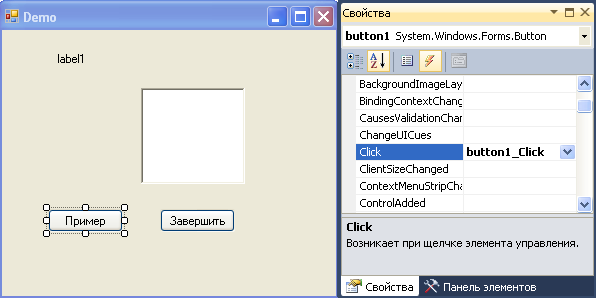 Demo
label1
Пример
Завершить
Свойства
button1 System.Windows.Forms.Button
BackgroundImageLay
BindingContextChang
CausesValidationChan
ChangeUICues
Click button1_Click
ClientSizeChanged
ContextMenuStripCha
ControlAdded
Click
Возникает при щелчке элемента управления.
Свойства Панель элементов